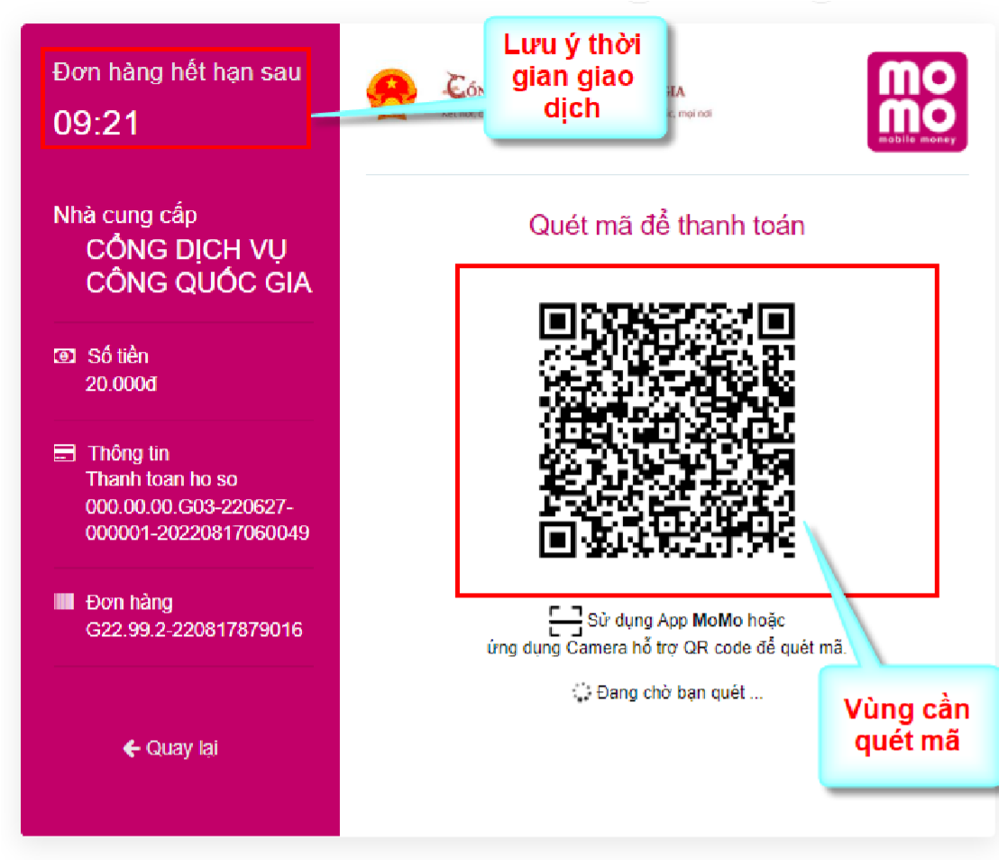 Đơn hàng hết hạn sau
09:21
Lưu ý thời
gian giao
dịch
mo
mo
mobile money
Nhà cung cấp
CỔNG DỊCH VỤ
CÔNG QUỐC GIA
Số tiền
20.000đ
Thông tin
Thanh toan ho so
000.00.00.G03-220627-
000001-20220817060049
Đơn hàng
G22.99.2-220817879016
Quay lại
Quét mã để thanh toán
Sử dụng App MoMo hoặc
ứng dụng Camera hỗ trợ QR code để quét mã.
Đang chờ bạn quét ...
Vùng cần
quét mã